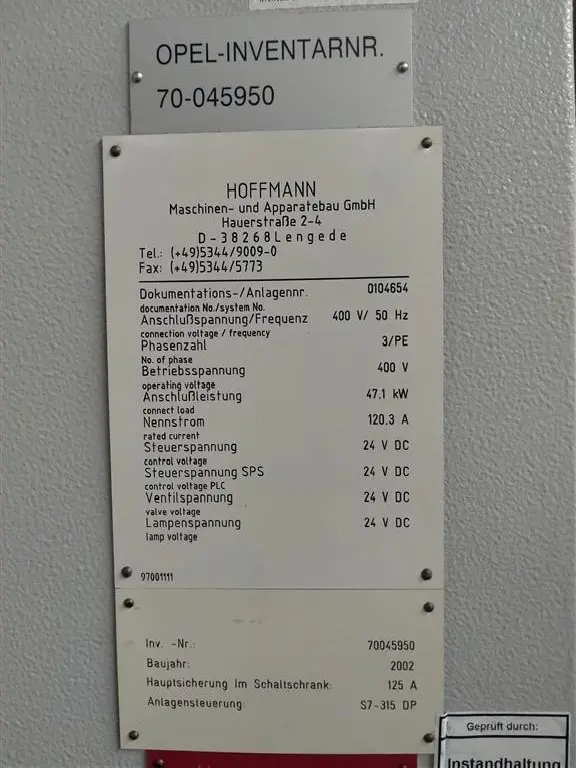 OPEL-INVENTARNR.
70-045950
HOFFMANN
Maschinen- und Apparatebau GmbH
Hauerstraße 2-4
D-38268 Lengede
Tel.: (+49)5344/9009-0
Fax: (+49)5344/5773
Dokumentations-/Anlagennr. 0104654
documentation No./system No.
Anschlußspannung/Frequenz 400 V/ 50 Hz
connection voltage / frequency
Phasenzahl 3/PE
No. of phase
Betriebsspannung 400 V
operating voltage
Anschlußleistung 47.1 kW
connect load
Nennstrom 120.3 A
rated current
Steuerspannung 24 V DC
control voltage
Steuerspannung SPS 24 V DC
control voltage PLC
Ventilspannung 24 V DC
valve voltage
Lampenspannung 24 V DC
lamp voltage
97001111
Inv. -Nr.: 70045950
Baujahr: 2002
Hauptsicherung Im Schaltschrank: 125 A
Anlagensteuerung: S7-315 DP
Geprüft durch:
Instandhaltung